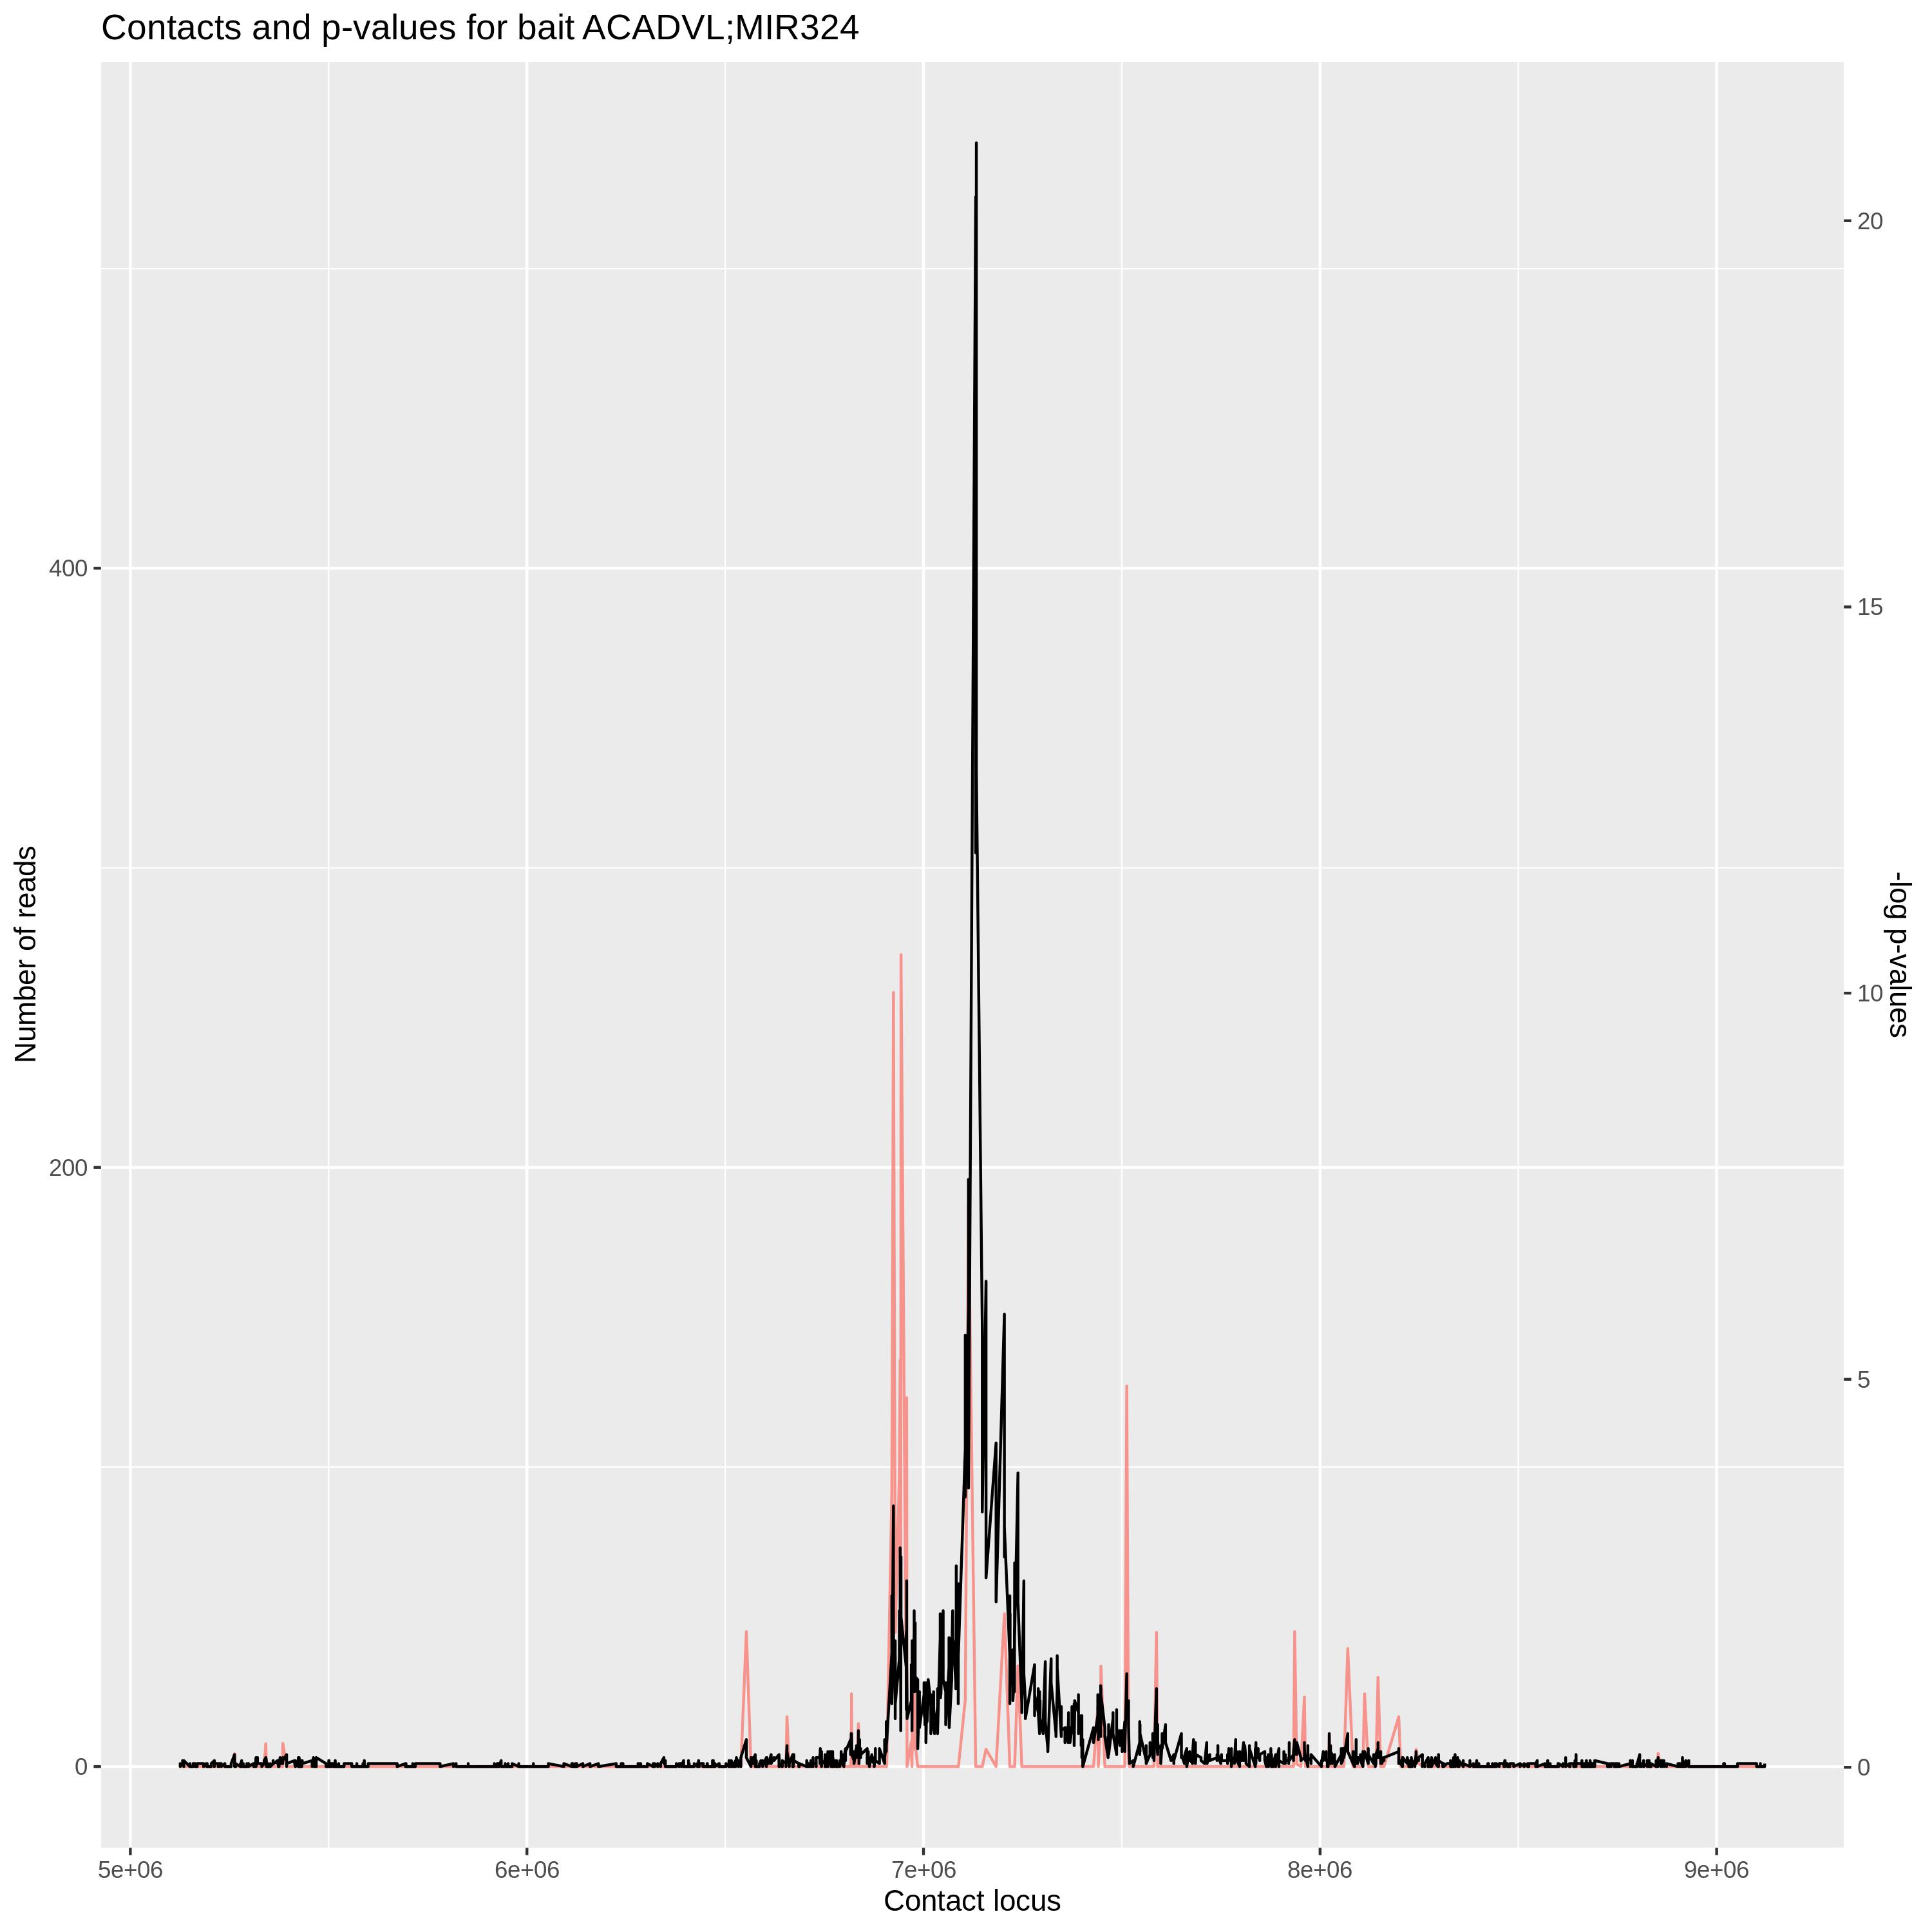 Contacts and p-values for bait ACADVL;MIR324
Number of reads
400
200
0
20
15
10
5
0
-log p-values
5e+06
6e+06
7e+06
8e+06
9e+06
Contact locus